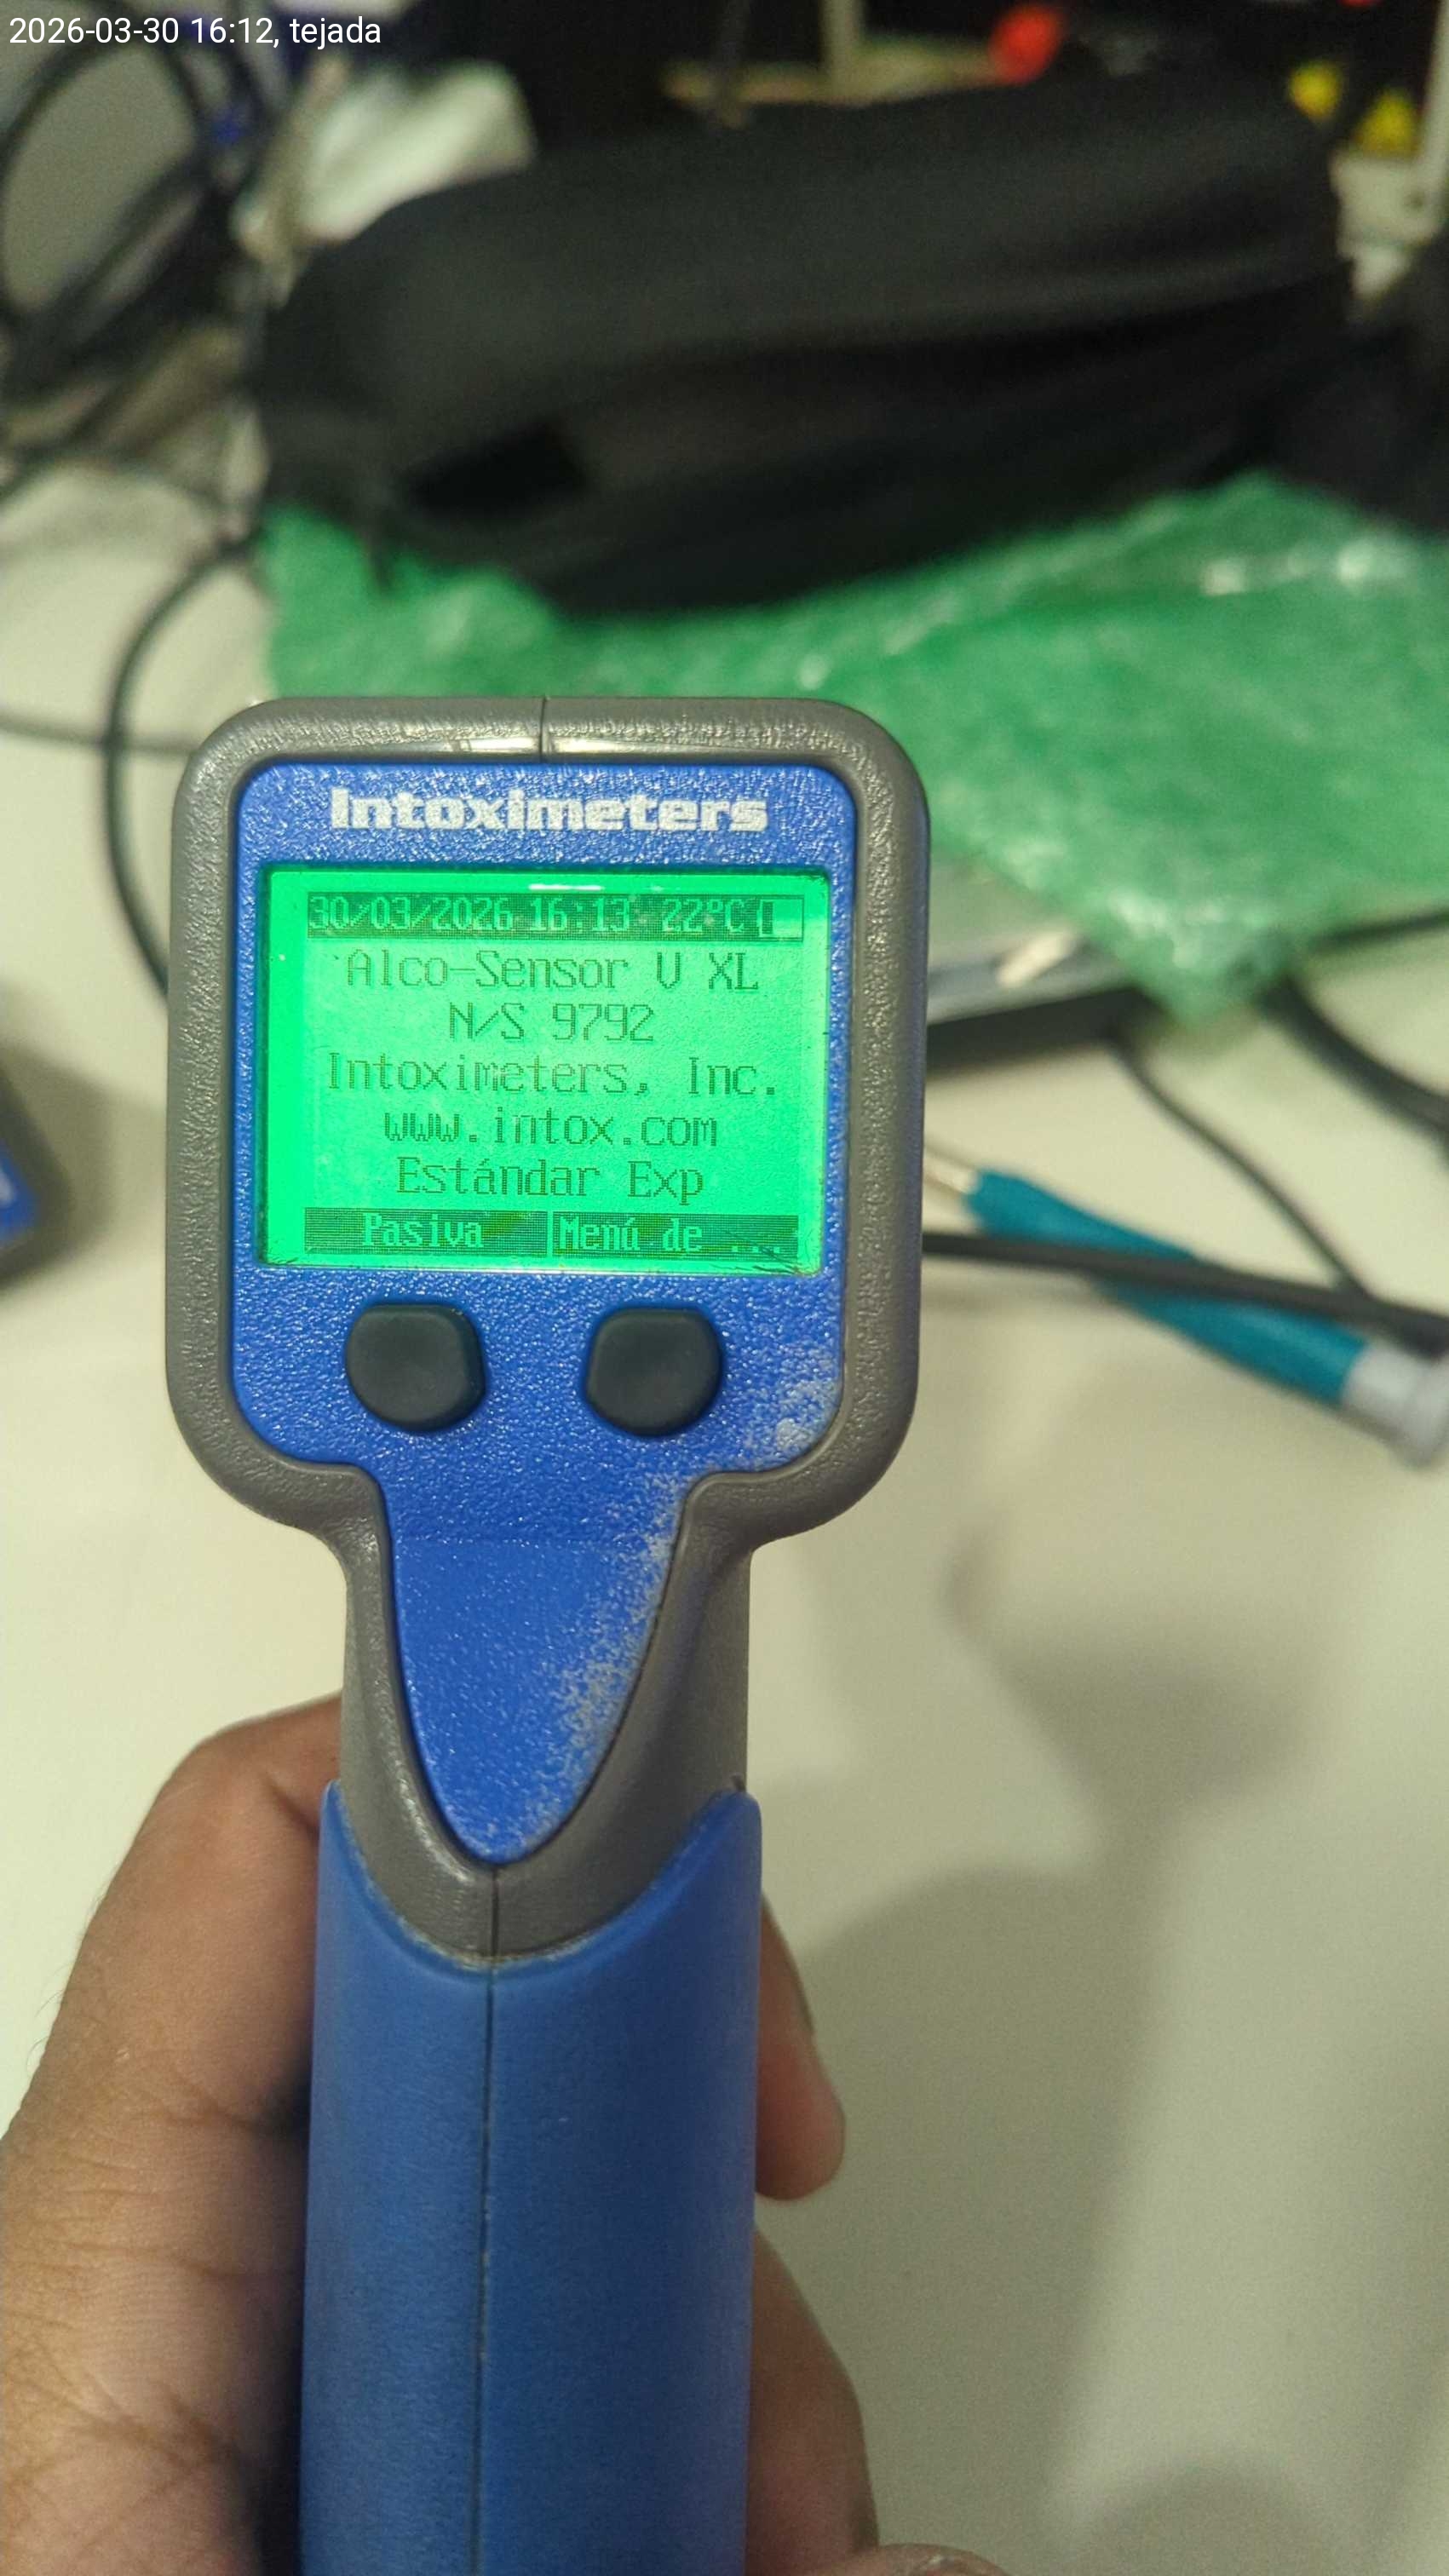 2026-03-30 16:12, tejada
Intoximeters
30/03/2026 16:13 22ºC
Alco-Sensor V XL
N/S 9792
Intoximeters, Inc.
www.intox.com
Estándar Exp
Pasiva Menú de ...